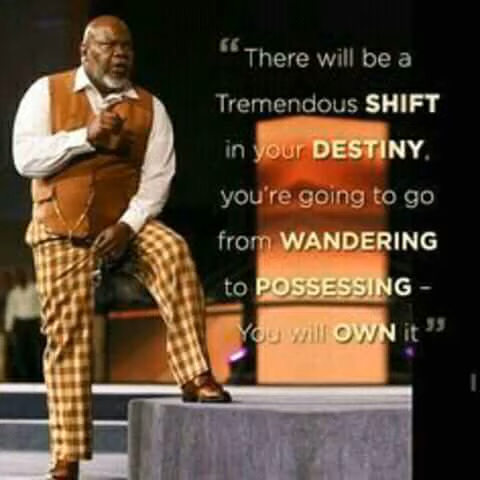 “There will be a
Tremendous SHIFT
in your DESTINY,
you're going to go
from WANDERING
to POSSESSING –
You will OWN it”